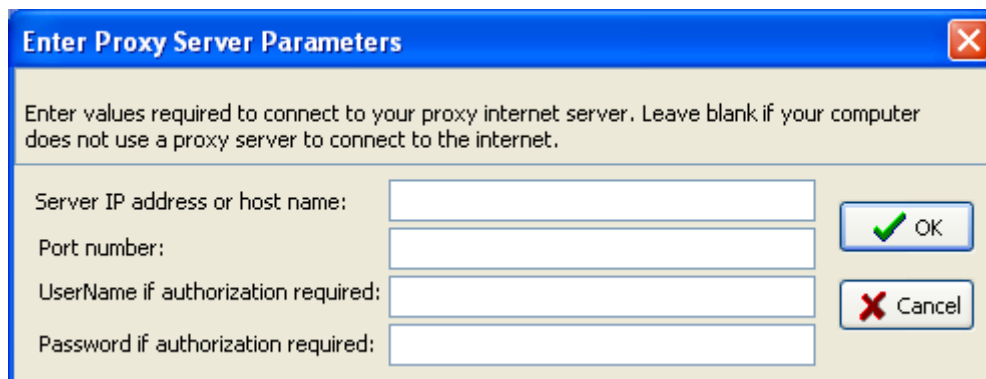 Enter Proxy Server Parameters
Enter values required to connect to your proxy internet server. Leave blank if your computer
does not use a proxy server to connect to the internet.
Server IP address or host name:
OK
Port number:
UserName if authorization required:
Cancel
Password if authorization required: